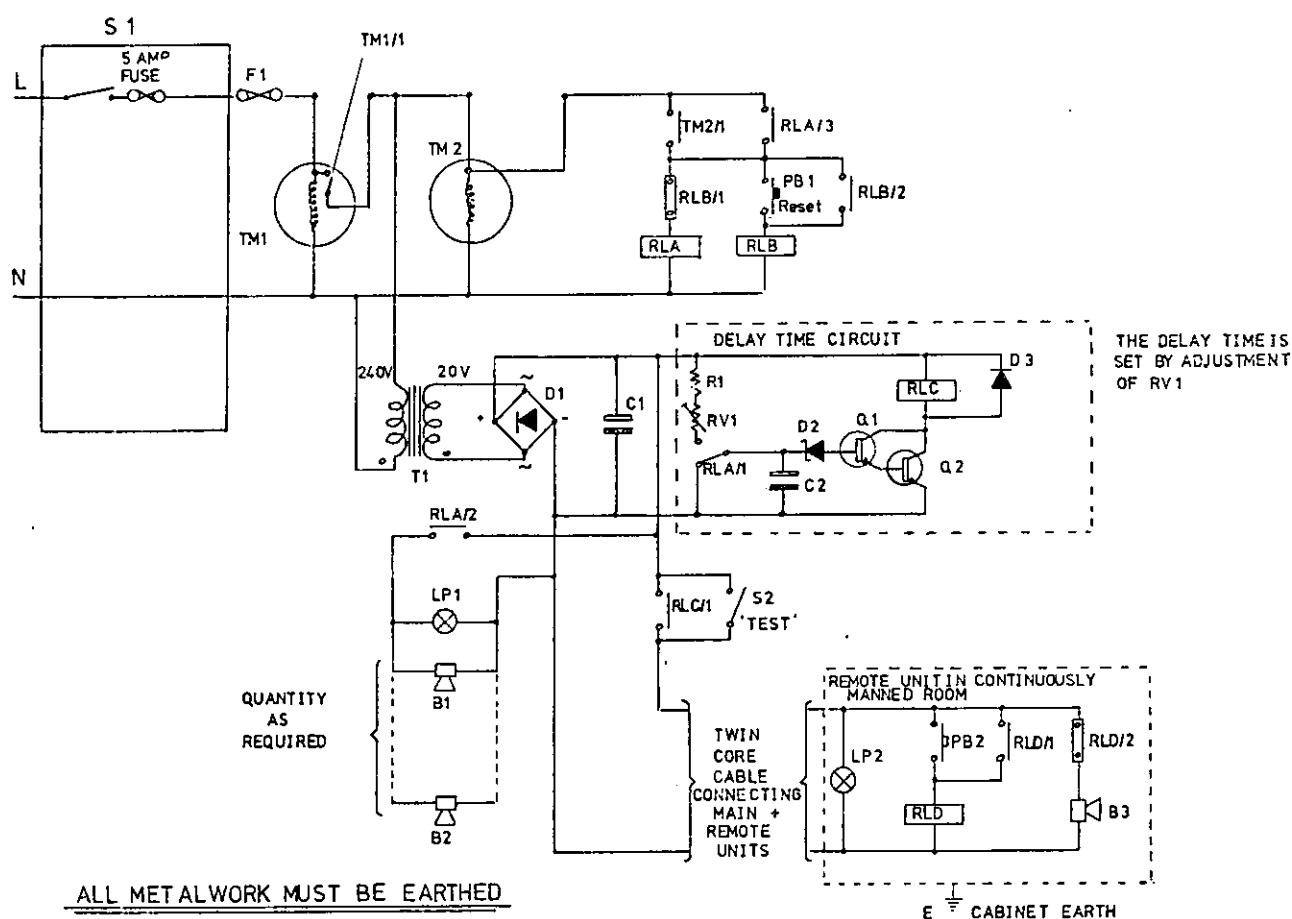 S 1
TM1/1
5 AMP
FUSE
F1
L
TM2/1
RLA/3
TM 2
RLB/1
PB 1
Reset
RLB/2
TM1
RLA
RLB
N
DELAY TIME CIRCUIT
THE DELAY TIME IS
SET BY ADJUSTMENT
OF RV 1
240V
20V
~
D1
+
-
~
C1
R1
RV1
RLA/1
D2
C2
Q1
Q2
RLC
D3
T1
RLA/2
LP1
RLC/1
S2
'TEST'
B1
QUANTITY
AS
REQUIRED
B2
TWIN
CORE
CABLE
CONNECTING
MAIN +
REMOTE
UNITS
REMOTE UNIT IN CONTINUOUSLY
MANNED ROOM
LP2
PB2
RLD/1
RLD/2
RLD
B3
ALL METALWORK MUST BE EARTHED
E CABINET EARTH